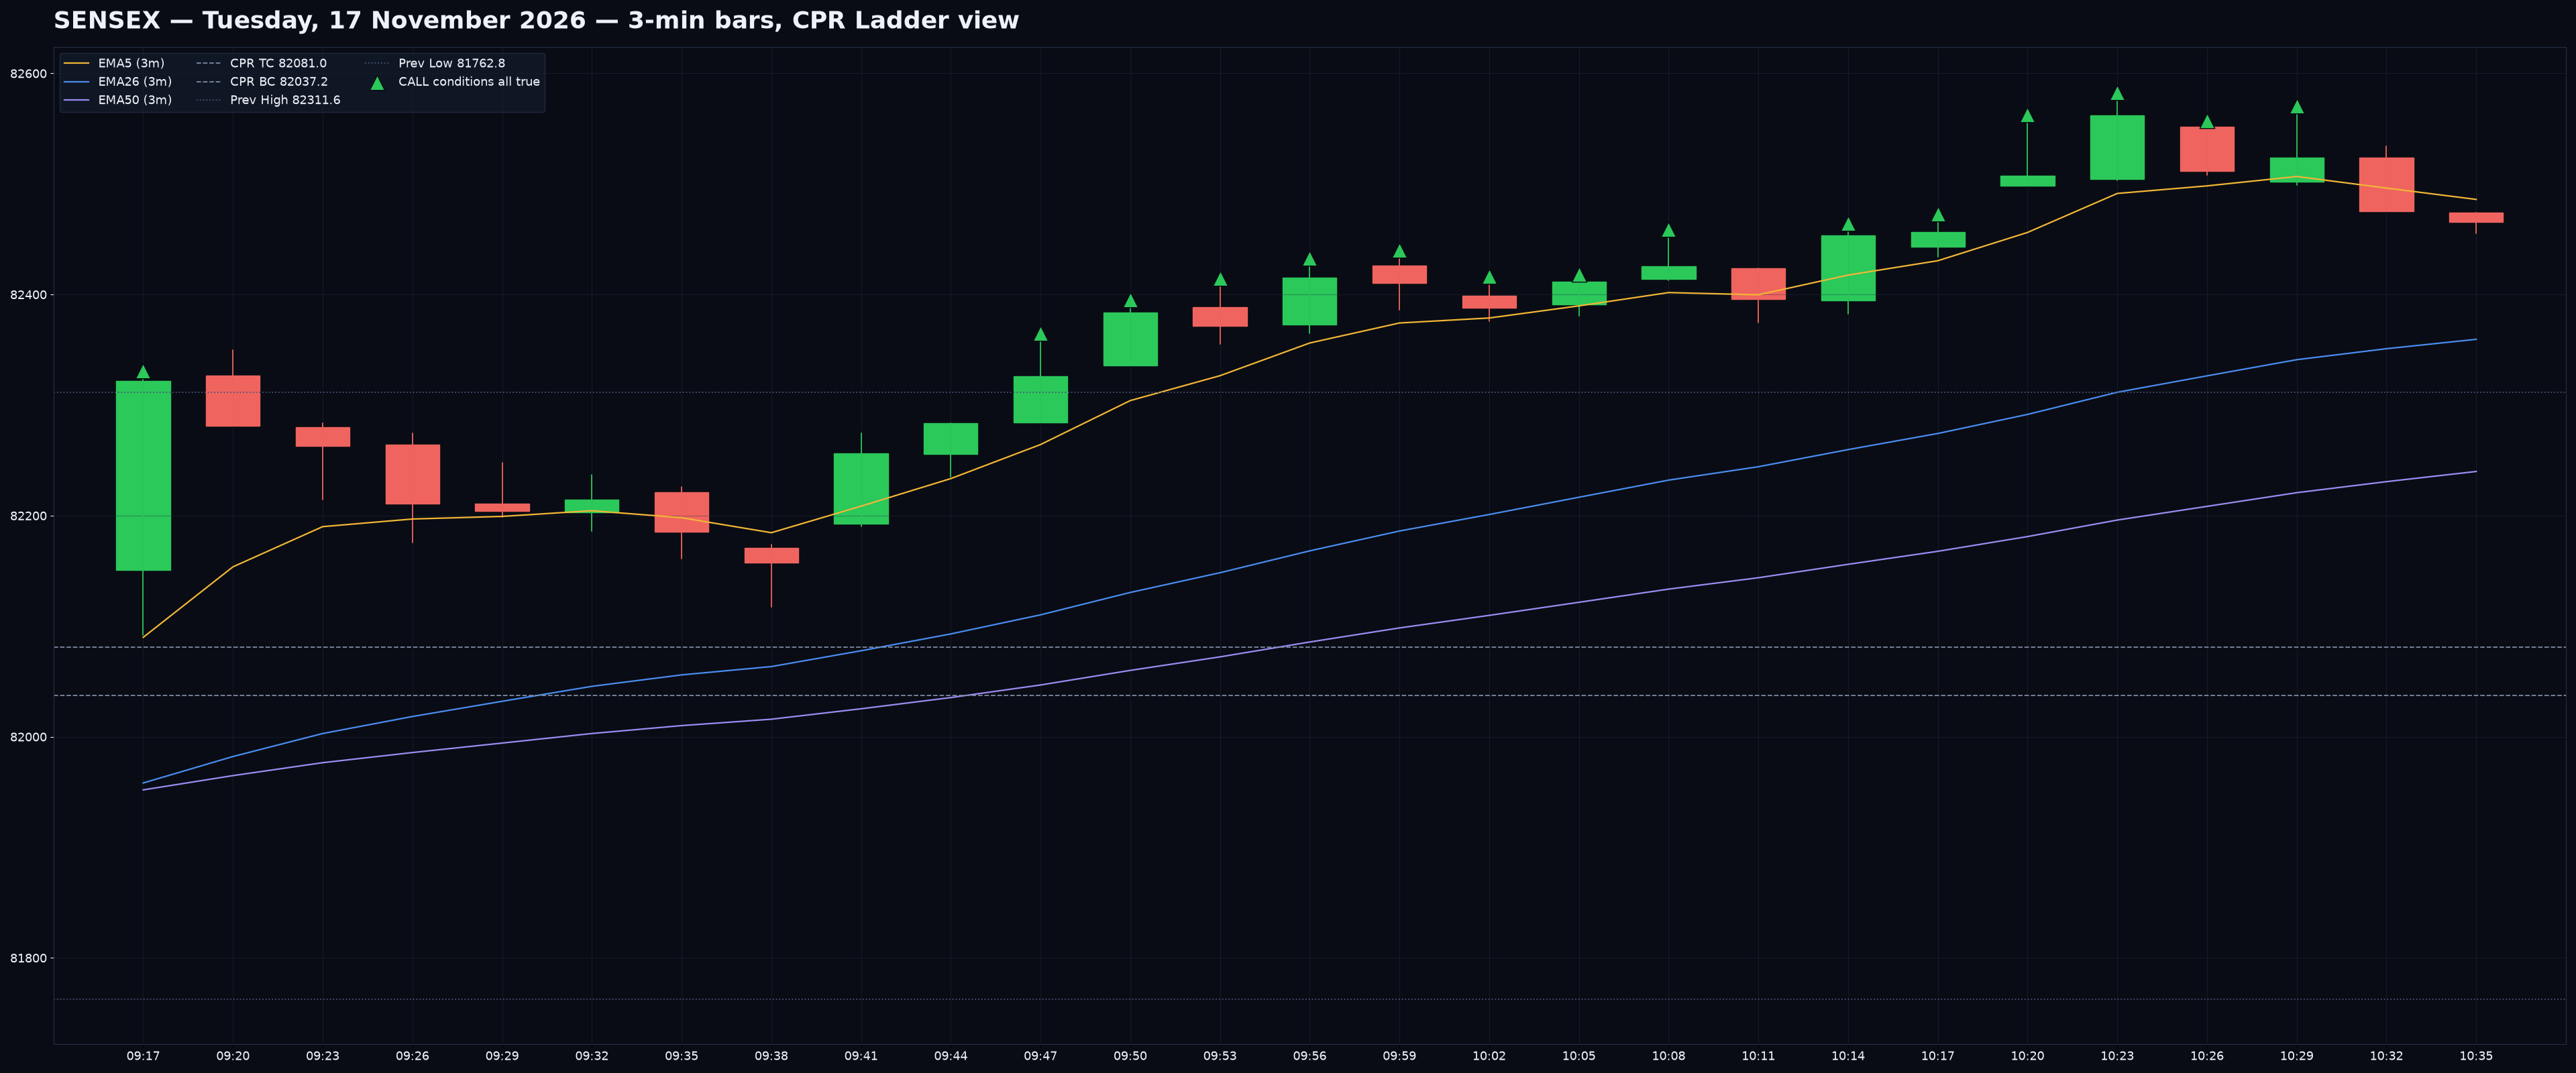 SENSEX — Tuesday, 17 November 2026 — 3-min bars, CPR Ladder view
EMA5 (3m) CPR TC 82081.0 Prev Low 81762.8
EMA26 (3m) CPR BC 82037.2 CALL conditions all true
EMA50 (3m) Prev High 82311.6
82600
82400
82200
82000
81800
09:17 09:20 09:23 09:26 09:29 09:32 09:35 09:38 09:41 09:44 09:47 09:50 09:53 09:56 09:59 10:02 10:05 10:08 10:11 10:14 10:17 10:20 10:23 10:26 10:29 10:32 10:35